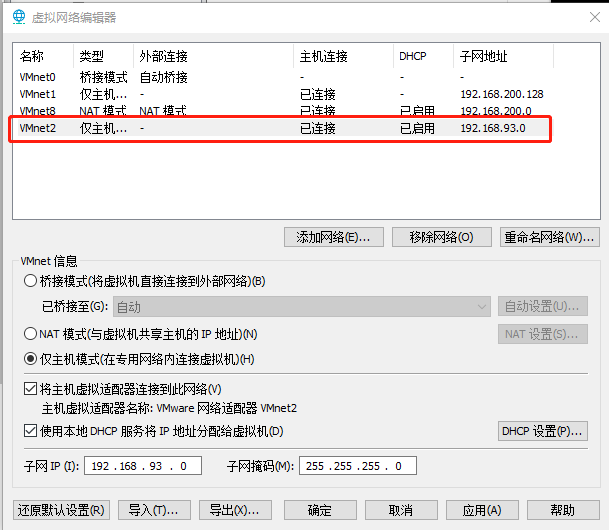 虚拟网络编辑器
名称 类型 外部连接 主机连接 DHCP 子网地址
VMnet0 桥接模式 自动桥接 - - -
VMnet1 仅主机... - 已连接 - 192.168.200.128
VMnet8 NAT 模式 NAT 模式 已连接 已启用 192.168.200.0
VMnet2 仅主机... - 已连接 已启用 192.168.93.0
添加网络(E)... 移除网络(O) 重命名网络(W)...
VMnet 信息
桥接模式(将虚拟机直接连接到外部网络)(B)
已桥接至(G): 自动 自动设置(U)...
NAT 模式(与虚拟机共享主机的 IP 地址)(N) NAT 设置(S)...
仅主机模式(在专用网络内连接虚拟机)(H)
将主机虚拟适配器连接到此网络(V)
主机虚拟适配器名称: VMware 网络适配器 VMnet2
使用本地 DHCP 服务将 IP 地址分配给虚拟机(D) DHCP 设置(P)...
子网 IP (I): 192 . 168 . 93 . 0 子网掩码(M): 255 . 255 . 255 . 0
还原默认设置(R) 导入(T)... 导出(X)... 确定 取消 应用(A) 帮助